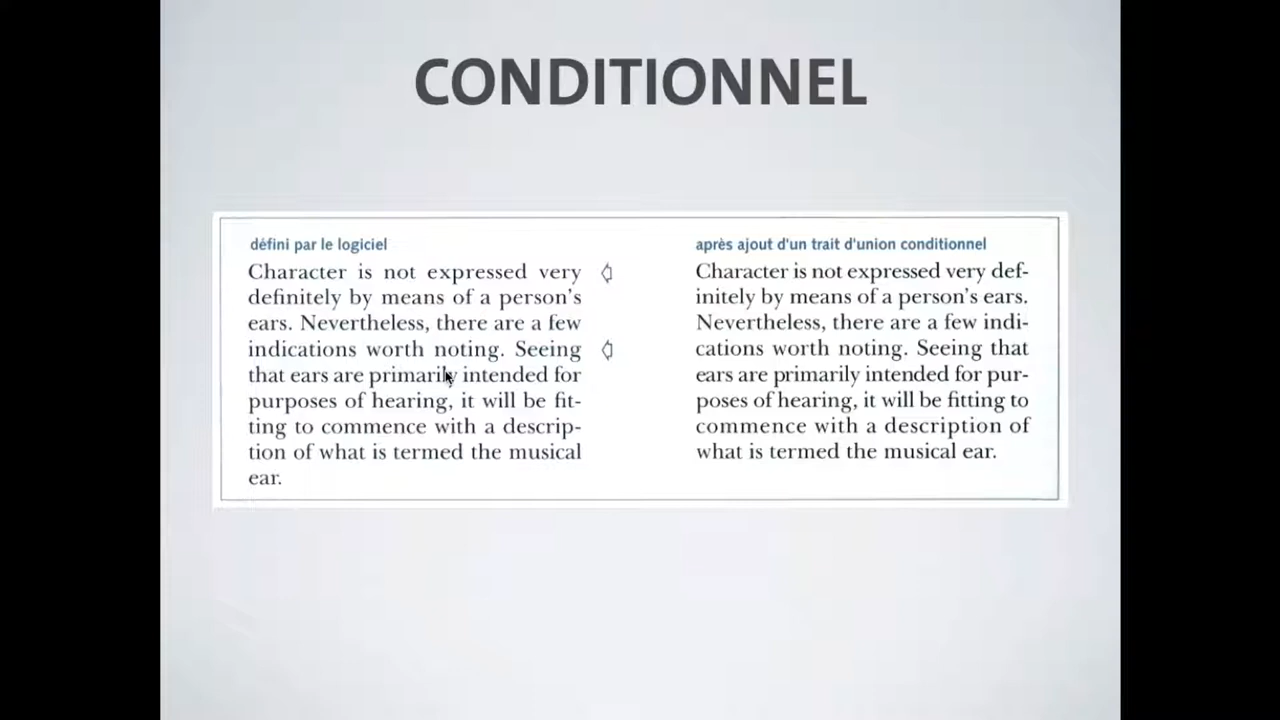 CONDITIONNEL
défini par le logiciel
Character is not expressed very
definitely by means of a person's
ears. Nevertheless, there are a few
indications worth noting. Seeing
that ears are primarily intended for
purposes of hearing, it will be fit-
ting to commence with a descrip-
tion of what is termed the musical
ear.
après ajout d'un trait d'union conditionnel
Character is not expressed very def-
initely by means of a person's ears.
Nevertheless, there are a few indi-
cations worth noting. Seeing that
ears are primarily intended for pur-
poses of hearing, it will be fitting to
commence with a description of
what is termed the musical ear.